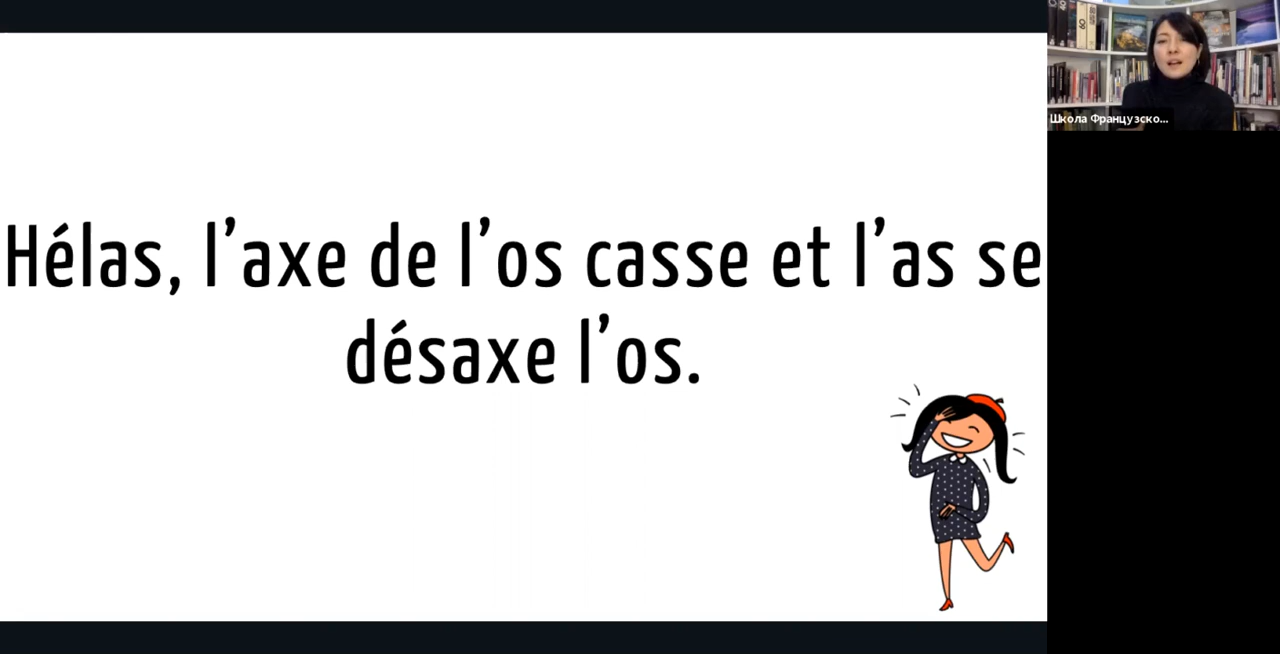 Hélas, l’axe de l’os casse et l’as se
désaxe l’os.
Школа Французско...